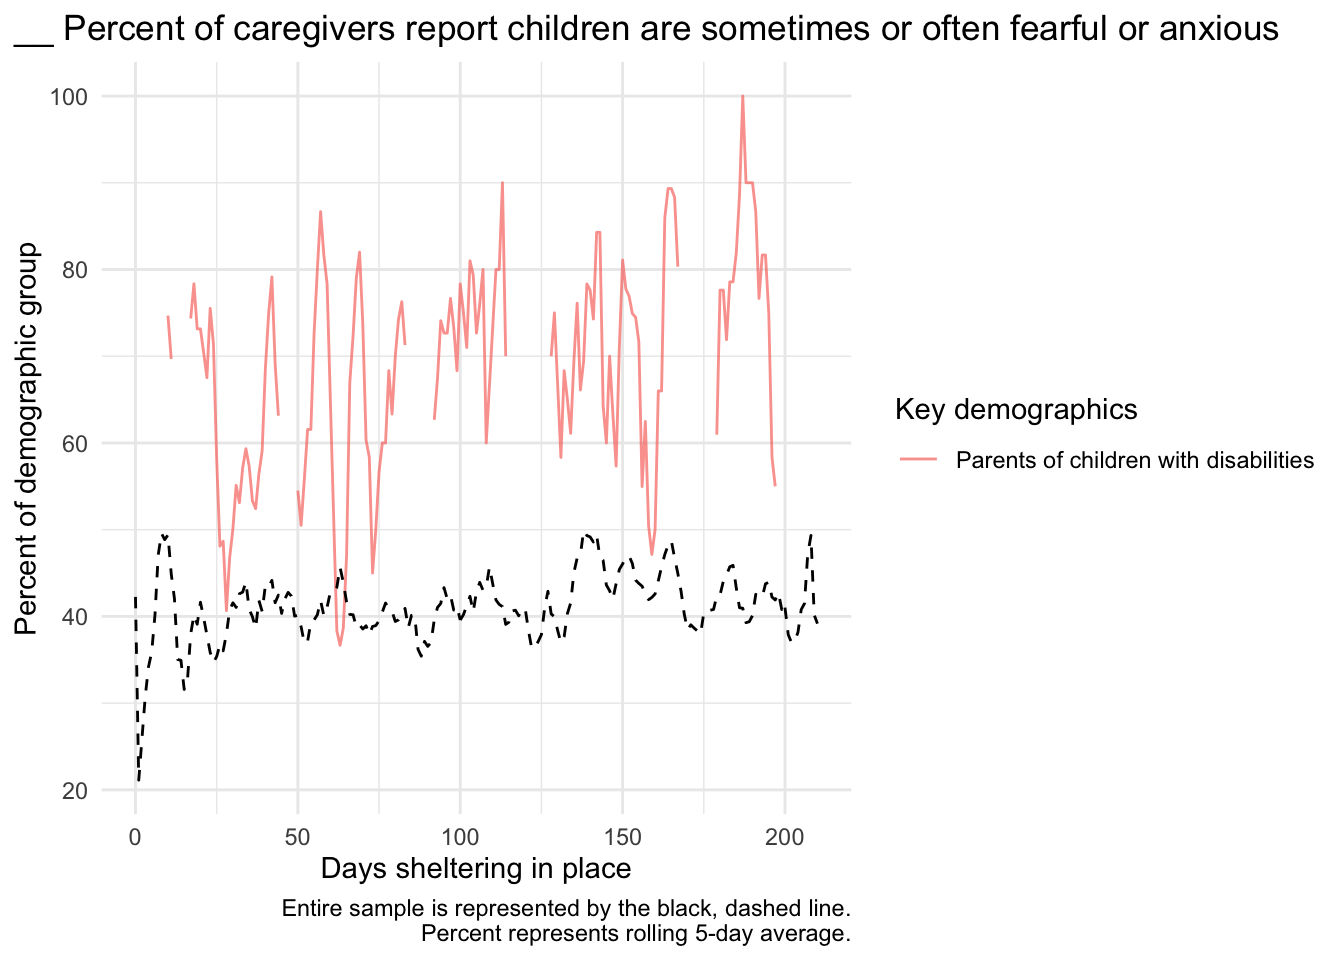 __ Percent of caregivers report children are sometimes or often fearful or anxious
Percent of demographic group
100
80
60
40
20
0
50
100
150
200
Days sheltering in place
Key demographics
Parents of children with disabilities
Entire sample is represented by the black, dashed line.
Percent represents rolling 5-day average.